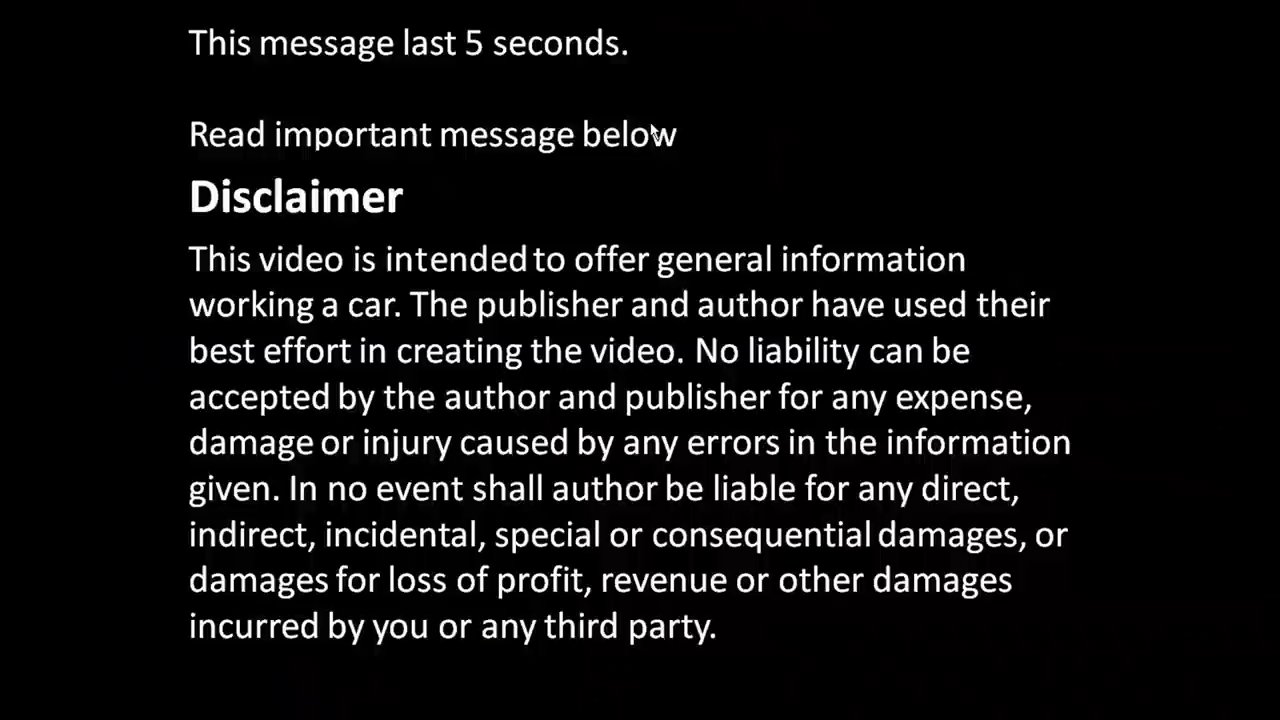 This message last 5 seconds.
Read important message below
Disclaimer
This video is intended to offer general information
working a car. The publisher and author have used their
best effort in creating the video. No liability can be
accepted by the author and publisher for any expense,
damage or injury caused by any errors in the information
given. In no event shall author be liable for any direct,
indirect, incidental, special or consequential damages, or
damages for loss of profit, revenue or other damages
incurred by you or any third party.